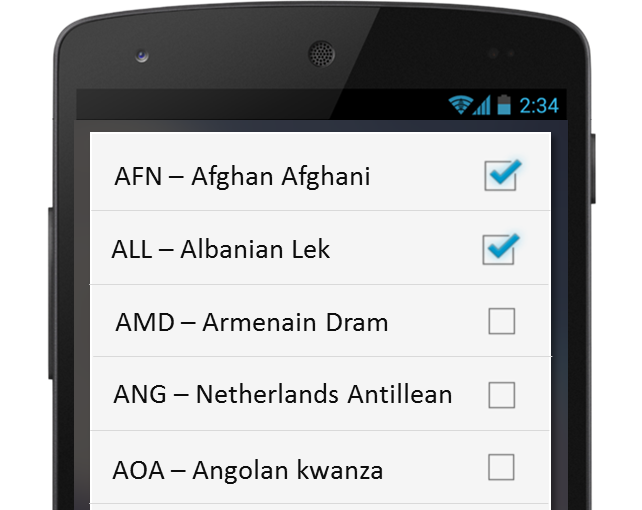 2:34
AFN – Afghan Afghani
ALL – Albanian Lek
AMD – Armenain Dram
ANG – Netherlands Antillean
AOA – Angolan kwanza